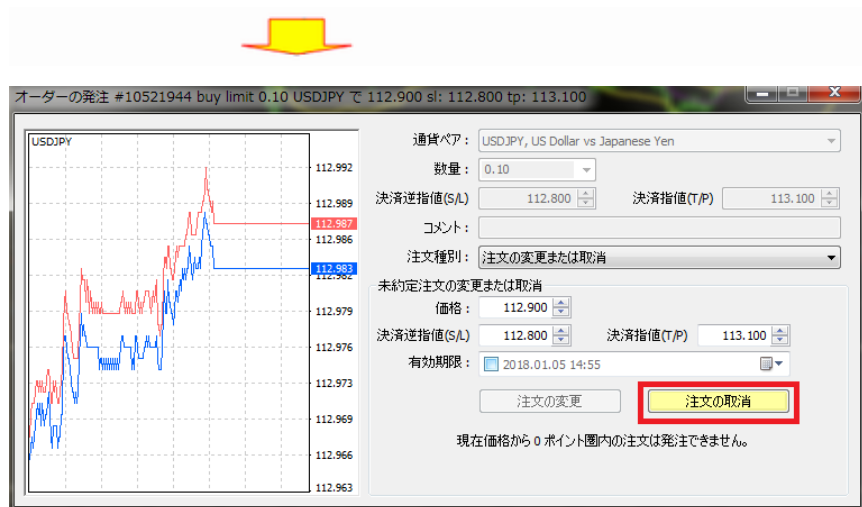 オーダーの発注 #10521944 buy limit 0.10 USDJPY で 112.900 sl: 112.800 tp: 113.100
USDJPY
112.992
112.989
112.987
112.986
112.983
112.979
112.976
112.973
112.969
112.966
112.963
通貨ペア: USDJPY, US Dollar vs Japanese Yen
数量: 0.10
決済逆指値(S/L) 112.800 決済指値(T/P) 113.100
コメント:
注文種別: 注文の変更または取消
未約定注文の変更または取消
価格: 112.900
決済逆指値(S/L) 112.800 決済指値(T/P) 113.100
有効期限: 2018.01.05 14:55
注文の変更 注文の取消
現在価格から 0 ポイント圏内の注文は発注できません。